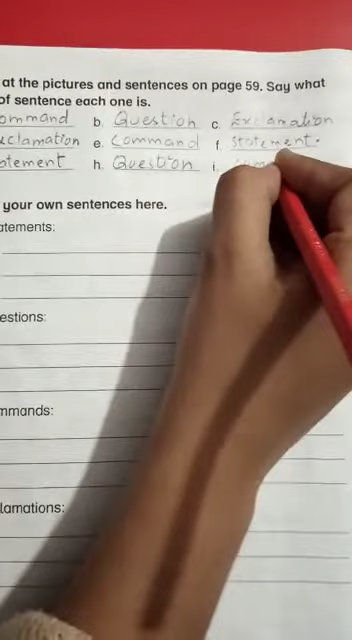 at the pictures and sentences on page 59. Say what
of sentence each one is.
ommand b. Question c. Exclamation
xclamation e. Command f. Statement.
atement h. Question i.
your own sentences here.
atements:
estions:
mmands:
lamations: